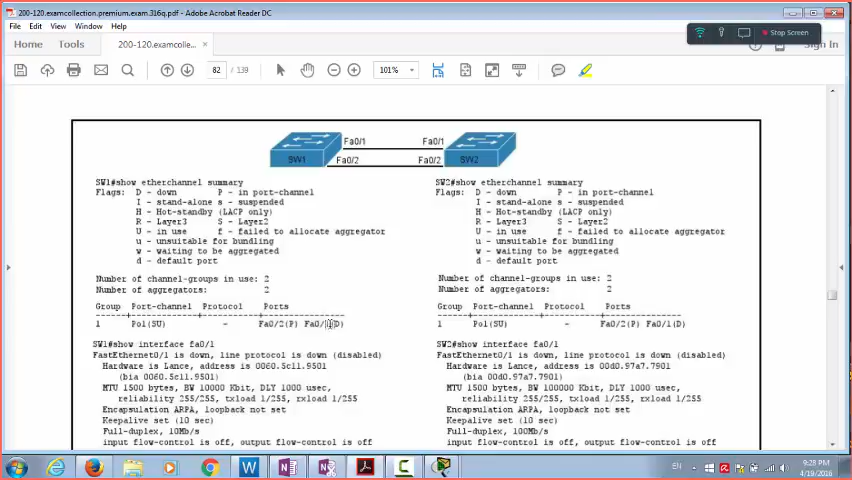 200-120.examcollection.premium.exam.316q.pdf - Adobe Acrobat Reader DC
File Edit View Window Help
Stop Screen
Home Tools 200-120.examcollec... × Sign In
82 / 139 101%
Fa0/1 Fa0/1
SW1 Fa0/2 Fa0/2 SW2
SW1#show etherchannel summary
Flags: D - down P - in port-channel
I - stand-alone s - suspended
H - Hot-standby (LACP only)
R - Layer3 S - Layer2
U - in use f - failed to allocate aggregator
u - unsuitable for bundling
w - waiting to be aggregated
d - default port
Number of channel-groups in use: 2
Number of aggregators: 2
Group Port-channel Protocol Ports
1 Po1(SU) - Fa0/2(P) Fa0/1(D)
SW1#show interface fa0/1
FastEthernet0/1 is down, line protocol is down (disabled)
Hardware is Lance, address is 0060.5c11.9501
(bia 0060.5c11.9501)
MTU 1500 bytes, BW 10000 Kbit, DLY 1000 usec,
reliability 255/255, txload 1/255, rxload 1/255
Encapsulation ARPA, loopback not set
Keepalive set (10 sec)
Full-duplex, 10Mb/s
input flow-control is off, output flow-control is off
SW2#show etherchannel summary
Flags: D - down P - in port-channel
I - stand-alone s - suspended
H - Hot-standby (LACP only)
R - Layer3 S - Layer2
U - in use f - failed to allocate aggregator
u - unsuitable for bundling
w - waiting to be aggregated
d - default port
Number of channel-groups in use: 2
Number of aggregators: 2
Group Port-channel Protocol Ports
1 Po1(SU) - Fa0/2(P) Fa0/1(D)
SW2#show interface fa0/1
FastEthernet0/1 is down, line protocol is down (disabled)
Hardware is Lance, address is 00d0.97a7.7901
(bia 00d0.97a7.7901)
MTU 1500 bytes, BW 100000 Kbit, DLY 1000 usec,
reliability 255/255, txload 1/255, rxload 1/255
Encapsulation ARPA, loopback not set
Keepalive set (10 sec)
Full-duplex, 100Mb/s
input flow-control is off, output flow-control is off
EN
9:28 PM
4/19/2016